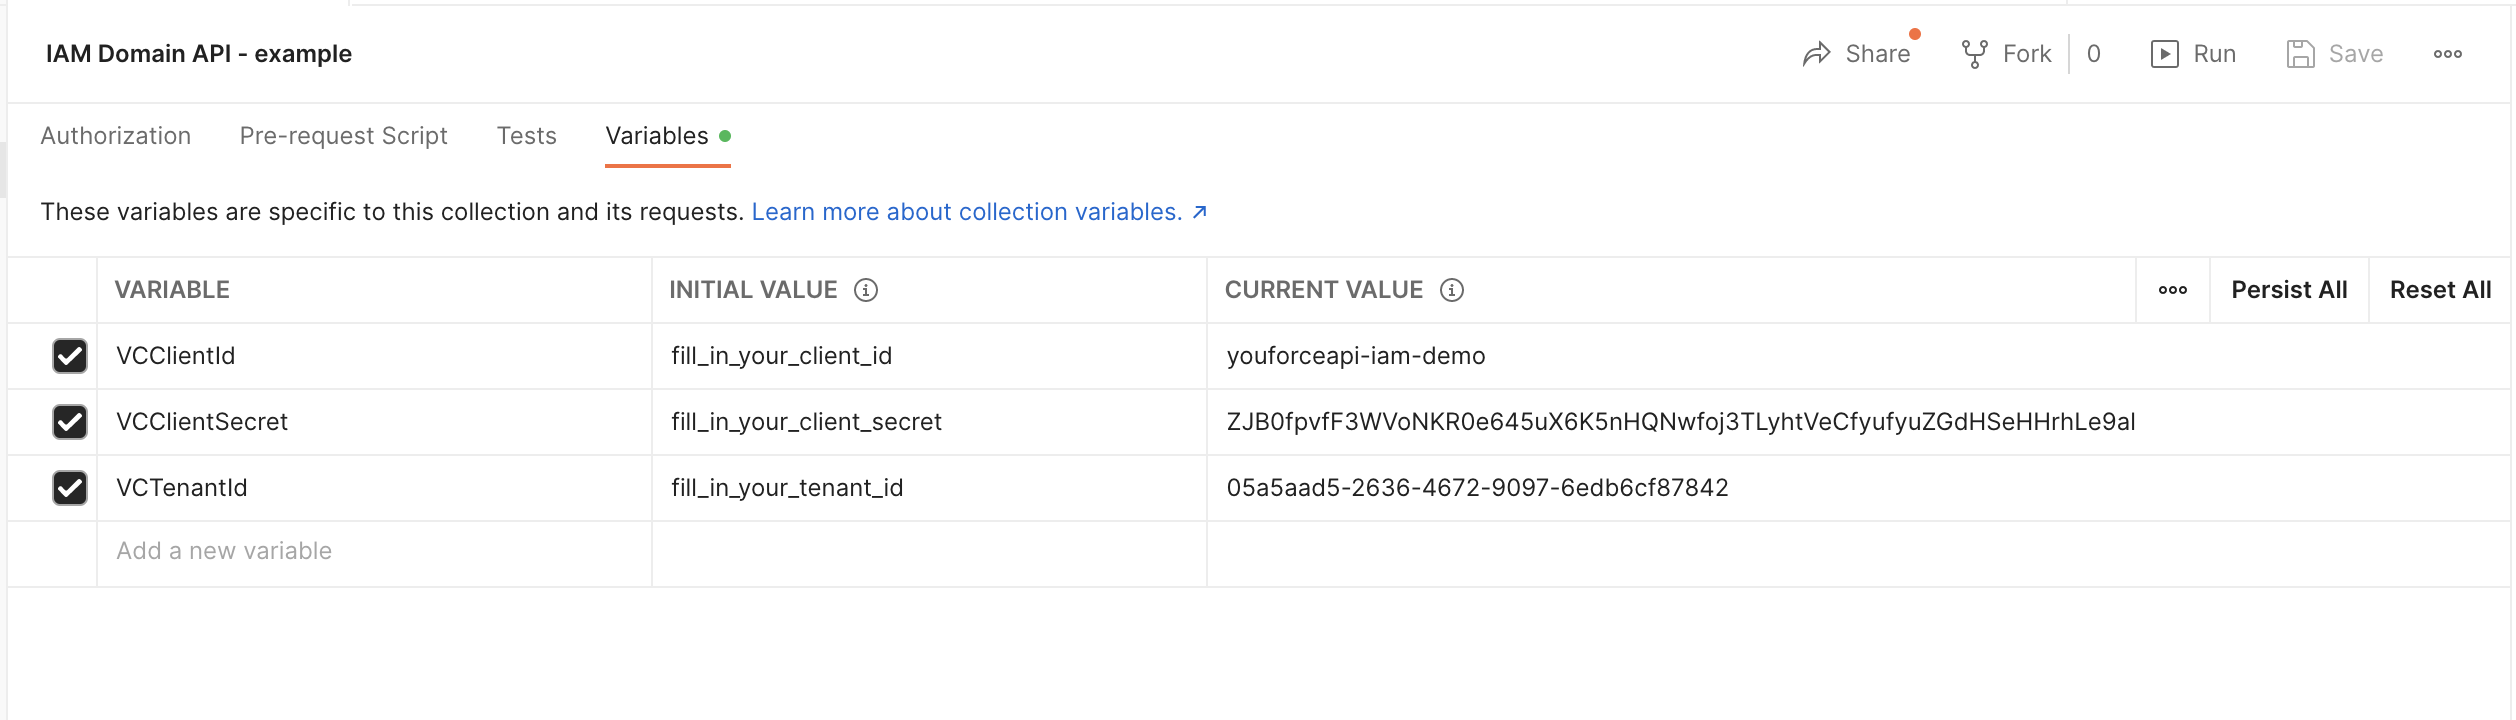 IAM Domain API - example
Share Fork 0 Run Save
Authorization Pre-request Script Tests Variables
These variables are specific to this collection and its requests. Learn more about collection variables. ↗
VARIABLE INITIAL VALUE CURRENT VALUE Persist All Reset All
VCClientId fill_in_your_client_id youforceapi-iam-demo
VCClientSecret fill_in_your_client_secret ZJB0fpvfF3WVoNKR0e645uX6K5nHQNwfoj3TLyhtVeCfyufyuZGdHSeHHrhLe9al
VCTenantId fill_in_your_tenant_id 05a5aad5-2636-4672-9097-6edb6cf87842
Add a new variable